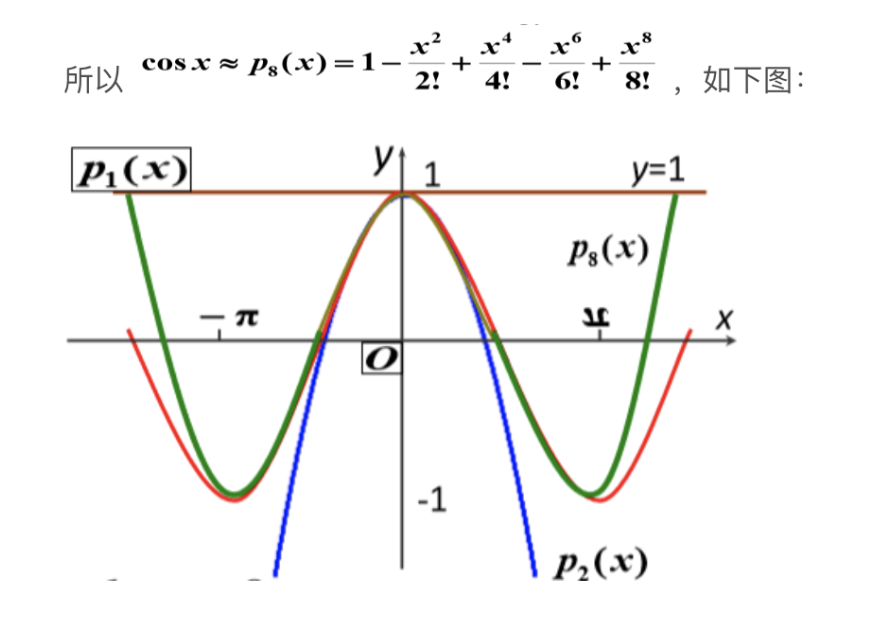 所以 cos x ≈ p₈(x) = 1 − x²/2! + x⁴/4! − x⁶/6! + x⁸/8! ，如下图：
p₁(x)
y
1
y=1
p₈(x)
− π
π
x
O
-1
p₂(x)